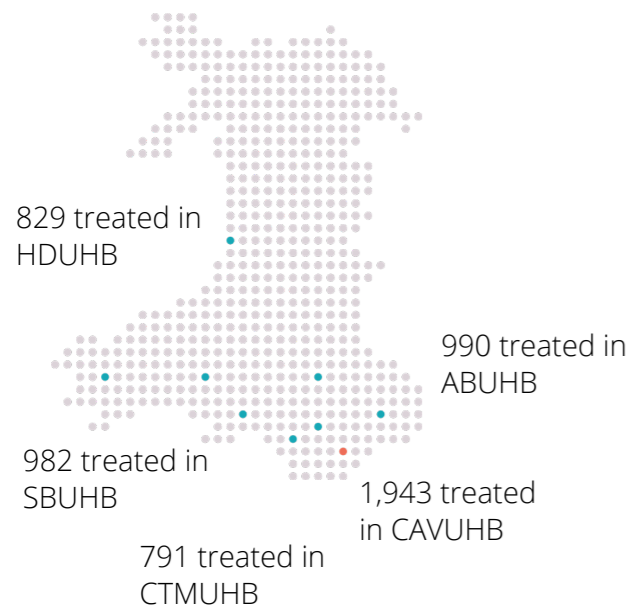 829 treated in
HDUHB
990 treated in
ABUHB
982 treated in
SBUHB
1,943 treated
in CAVUHB
791 treated in
CTMUHB